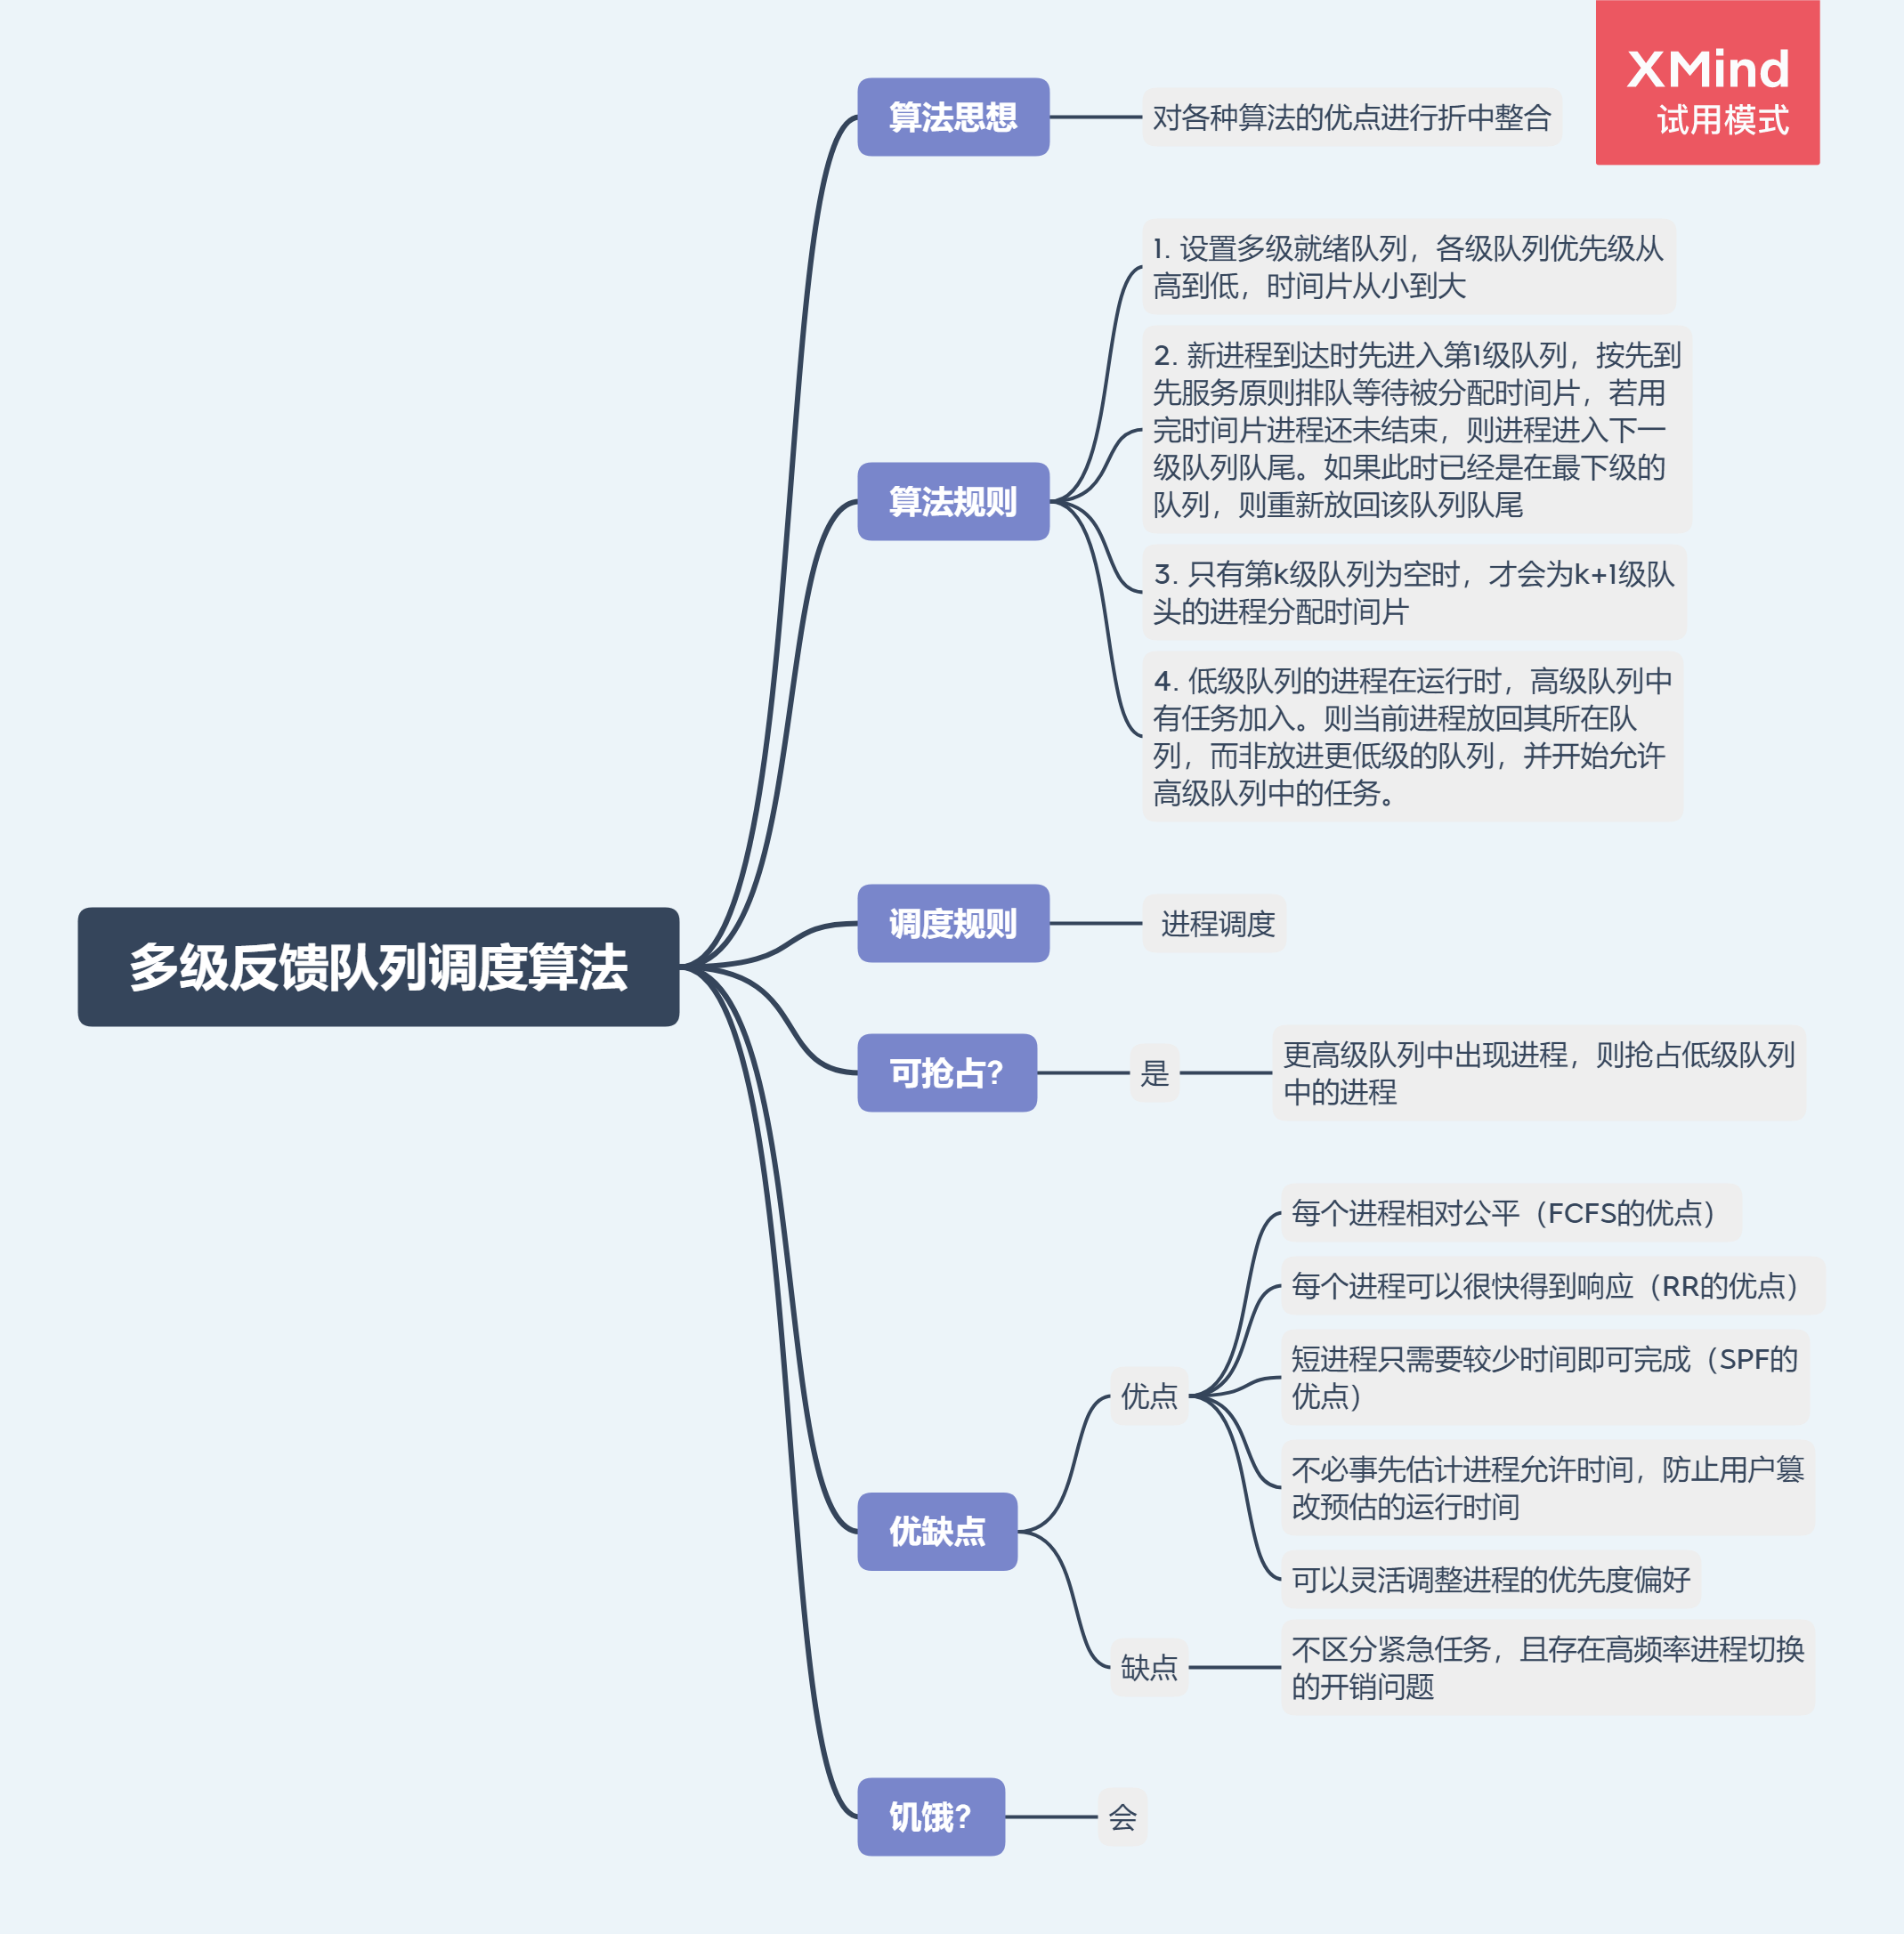 XMind
试用模式
算法思想
对各种算法的优点进行折中整合
算法规则
1. 设置多级就绪队列，各级队列优先级从
高到低，时间片从小到大
2. 新进程到达时先进入第1级队列，按先到
先服务原则排队等待被分配时间片，若用
完时间片进程还未结束，则进程进入下一
级队列队尾。如果此时已经是在最下级的
队列，则重新放回该队列队尾
3. 只有第k级队列为空时，才会为k+1级队
头的进程分配时间片
4. 低级队列的进程在运行时，高级队列中
有任务加入。则当前进程放回其所在队
列，而非放进更低级的队列，并开始允许
高级队列中的任务。
多级反馈队列调度算法
调度规则
进程调度
可抢占?
是
更高级队列中出现进程，则抢占低级队列
中的进程
优缺点
优点
每个进程相对公平（FCFS的优点）
每个进程可以很快得到响应（RR的优点）
短进程只需要较少时间即可完成（SPF的
优点）
不必事先估计进程允许时间，防止用户篡
改预估的运行时间
可以灵活调整进程的优先度偏好
缺点
不区分紧急任务，且存在高频率进程切换
的开销问题
饥饿?
会